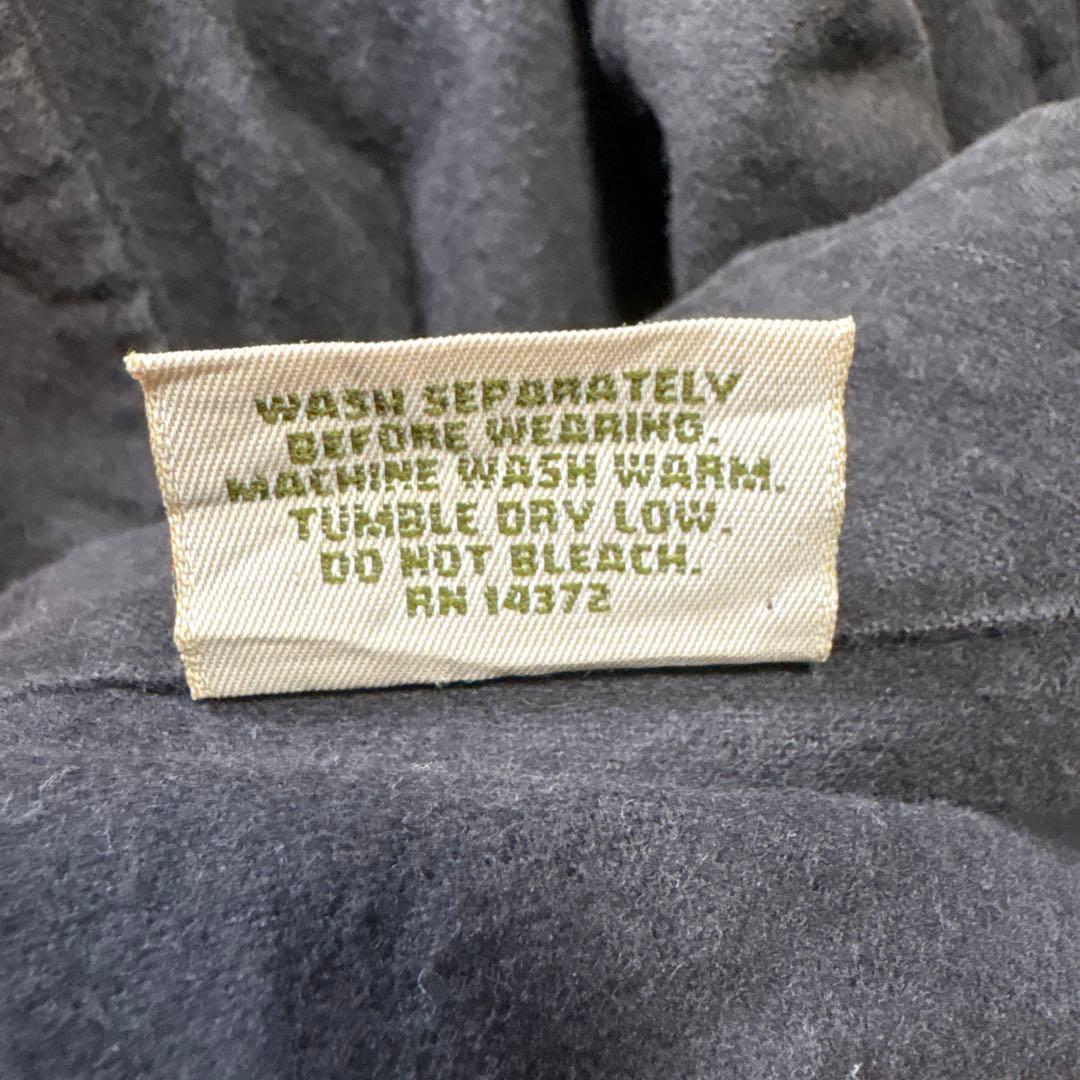 WASH SEPARATELY
BEFORE WEARING.
MACHINE WASH WARM.
TUMBLE DRY LOW.
DO NOT BLEACH.
RN 14372